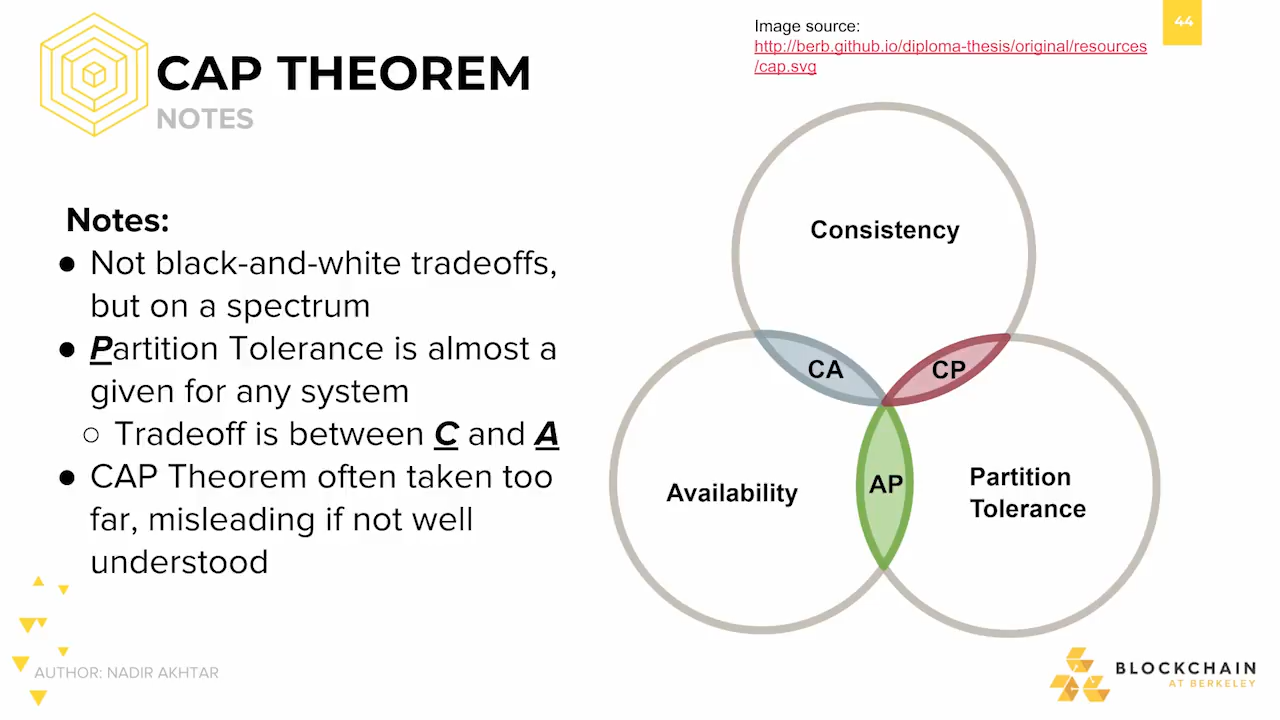 CAP THEOREM
NOTES
Image source:
http://berb.github.io/diploma-thesis/original/resources
/cap.svg
44
Notes:
● Not black-and-white tradeoffs,
but on a spectrum
● Partition Tolerance is almost a
given for any system
○ Tradeoff is between C and A
● CAP Theorem often taken too
far, misleading if not well
understood
Consistency
CA
CP
Availability
AP
Partition
Tolerance
AUTHOR: NADIR AKHTAR
BLOCKCHAIN
AT BERKELEY